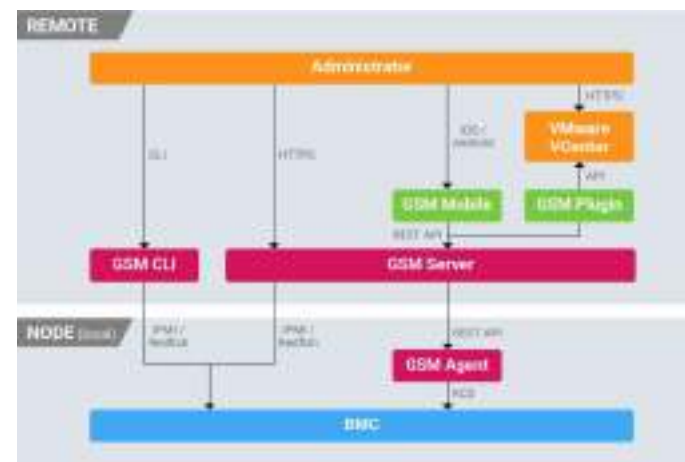 REMOTE
Administrator
HTTPS
CLI
HTTPS
iOS /
Android
VMware
VCenter
API
GSM Mobile
GSM Plugin
REST API
GSM CLI
GSM Server
NODE (local)
IPMI /
Redfish
IPMI /
Redfish
REST API
GSM Agent
KCS
BMC